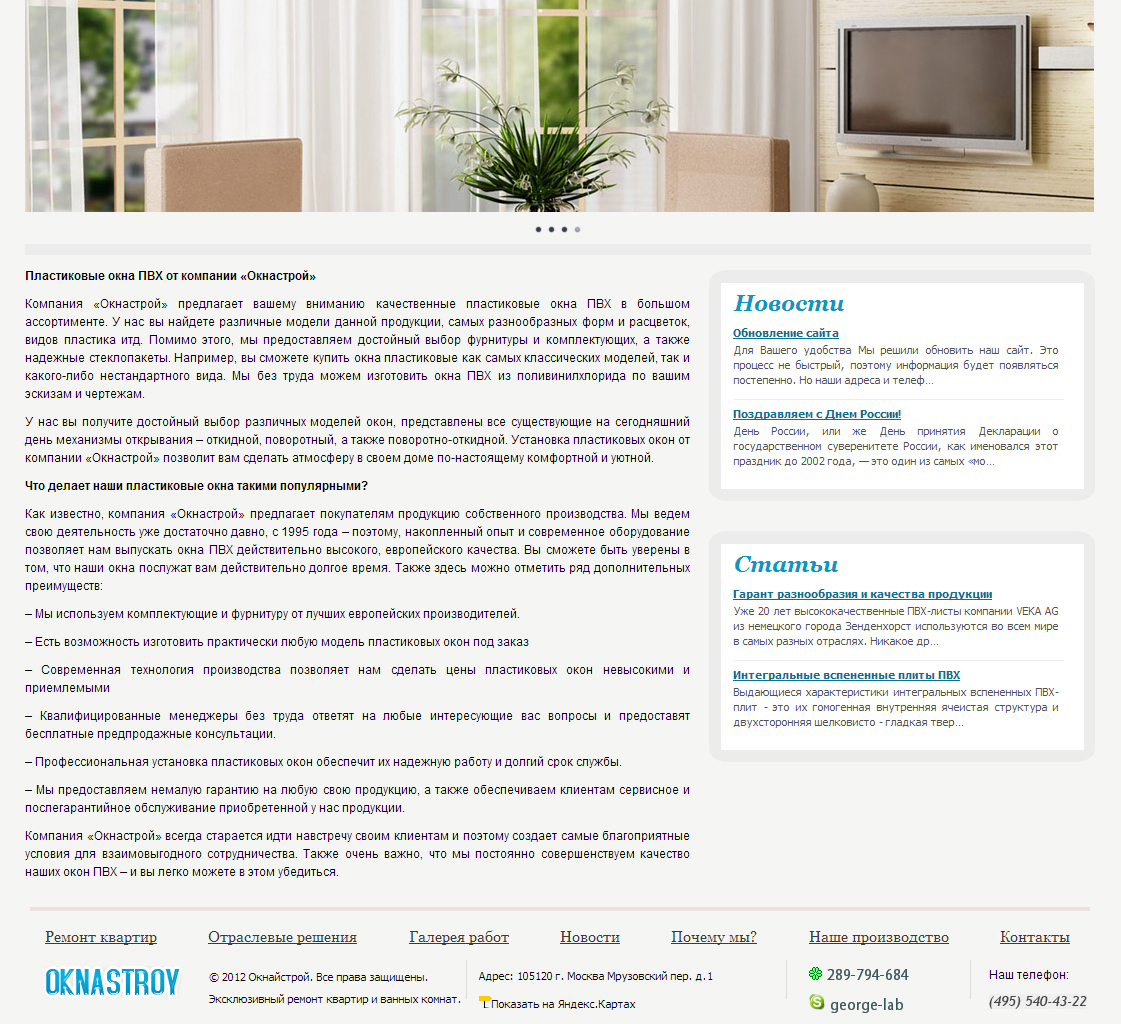 Пластиковые окна ПВХ от компании «Окнастрой»
Компания «Окнастрой» предлагает вашему вниманию качественные пластиковые окна ПВХ в большом
ассортименте. У нас вы найдете различные модели данной продукции, самых разнообразных форм и расцветок,
видов пластика итд. Помимо этого, мы предоставляем достойный выбор фурнитуры и комплектующих, а также
надежные стеклопакеты. Например, вы сможете купить окна пластиковые как самых классических моделей, так и
какого-либо нестандартного вида. Мы без труда можем изготовить окна ПВХ из поливинилхлорида по вашим
эскизам и чертежам.
У нас вы получите достойный выбор различных моделей окон, представлены все существующие на сегодняшний
день механизмы открывания – откидной, поворотный, а также поворотно-откидной. Установка пластиковых окон от
компании «Окнастрой» позволит вам сделать атмосферу в своем доме по-настоящему комфортной и уютной.
Что делает наши пластиковые окна такими популярными?
Как известно, компания «Окнастрой» предлагает покупателям продукцию собственного производства. Мы ведем
свою деятельность уже достаточно давно, с 1995 года – поэтому, накопленный опыт и современное оборудование
позволяет нам выпускать окна ПВХ действительно высокого, европейского качества. Вы сможете быть уверены в
том, что наши окна послужат вам действительно долгое время. Также здесь можно отметить ряд дополнительных
преимуществ:
– Мы используем комплектующие и фурнитуру от лучших европейских производителей.
– Есть возможность изготовить практически любую модель пластиковых окон под заказ
– Современная технология производства позволяет нам сделать цены пластиковых окон невысокими и
приемлемыми
– Квалифицированные менеджеры без труда ответят на любые интересующие вас вопросы и предоставят
бесплатные предпродажные консультации.
– Профессиональная установка пластиковых окон обеспечит их надежную работу и долгий срок службы.
– Мы предоставляем немалую гарантию на любую свою продукцию, а также обеспечиваем клиентам сервисное и
послегарантийное обслуживание приобретенной у нас продукции.
Компания «Окнастрой» всегда старается идти навстречу своим клиентам и поэтому создает самые благоприятные
условия для взаимовыгодного сотрудничества. Также очень важно, что мы постоянно совершенствуем качество
наших окон ПВХ – и вы легко можете в этом убедиться.
Новости
Обновление сайта
Для Вашего удобства Мы решили обновить наш сайт. Это
процесс не быстрый, поэтому информация будет появляться
постепенно. Но наши адреса и телеф...
Поздравляем с Днем России!
День России, или же День принятия Декларации о
государственном суверенитете России, как именовался этот
праздник до 2002 года, — это один из самых «мо...
Статьи
Гарант разнообразия и качества продукции
Уже 20 лет высококачественные ПВХ-листы компании VEKA AG
из немецкого города Зенденхорст используются во всем мире
в самых разных отраслях. Никакое др...
Интегральные вспененные плиты ПВХ
Выдающиеся характеристики интегральных вспененных ПВХ-
плит - это их гомогенная внутренняя ячеистая структура и
двухсторонняя шелковисто - гладкая твер...
Ремонт квартир Отраслевые решения Галерея работ Новости Почему мы? Наше производство Контакты
OKNASTROY
© 2012 Окнайстрой. Все права защищены.
Эксклюзивный ремонт квартир и ванных комнат.
Адрес: 105120 г. Москва Мрузовский пер. д.1
Показать на Яндекс.Картах
289-794-684
george-lab
Наш телефон:
(495) 540-43-22